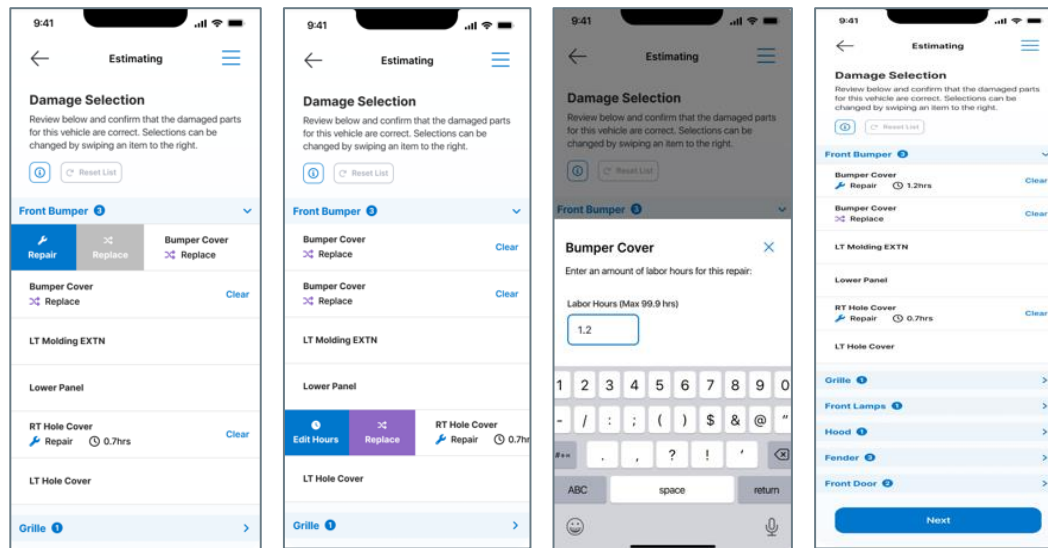 9:41
Estimating
Damage Selection
Review below and confirm that the damaged parts
for this vehicle are correct. Selections can be
changed by swiping an item to the right.
Reset List
Front Bumper 3
Repair
Replace
Bumper Cover
Replace
Bumper Cover
Replace
Clear
LT Molding EXTN
Lower Panel
RT Hole Cover
Repair 0.7hrs
Clear
LT Hole Cover
Grille 1
9:41
Estimating
Damage Selection
Review below and confirm that the damaged parts
for this vehicle are correct. Selections can be
changed by swiping an item to the right.
Reset List
Front Bumper 3
Bumper Cover
Replace
Clear
Bumper Cover
Replace
Clear
LT Molding EXTN
Lower Panel
Edit Hours
Replace
RT Hole Cover
Repair 0.7hr
LT Hole Cover
Grille 1
9:41
Estimating
Damage Selection
Review below and confirm that the damaged parts
for this vehicle are correct. Selections can be
changed by swiping an item to the right.
Reset List
Front Bumper 3
Bumper Cover
Enter an amount of labor hours for this repair:
Labor Hours (Max 99.9 hrs)
1.2
1 2 3 4 5 6 7 8 9 0
- / : ; ( ) $ & @ "
#+= . , ? ! '
ABC space return
9:41
Estimating
Damage Selection
Review below and confirm that the damaged parts
for this vehicle are correct. Selections can be
changed by swiping an item to the right.
Reset List
Front Bumper 3
Bumper Cover
Repair 1.2hrs
Clear
Bumper Cover
Replace
Clear
LT Molding EXTN
Lower Panel
RT Hole Cover
Repair 0.7hrs
Clear
LT Hole Cover
Grille 1
Front Lamps 1
Hood 1
Fender 3
Front Door 2
Next